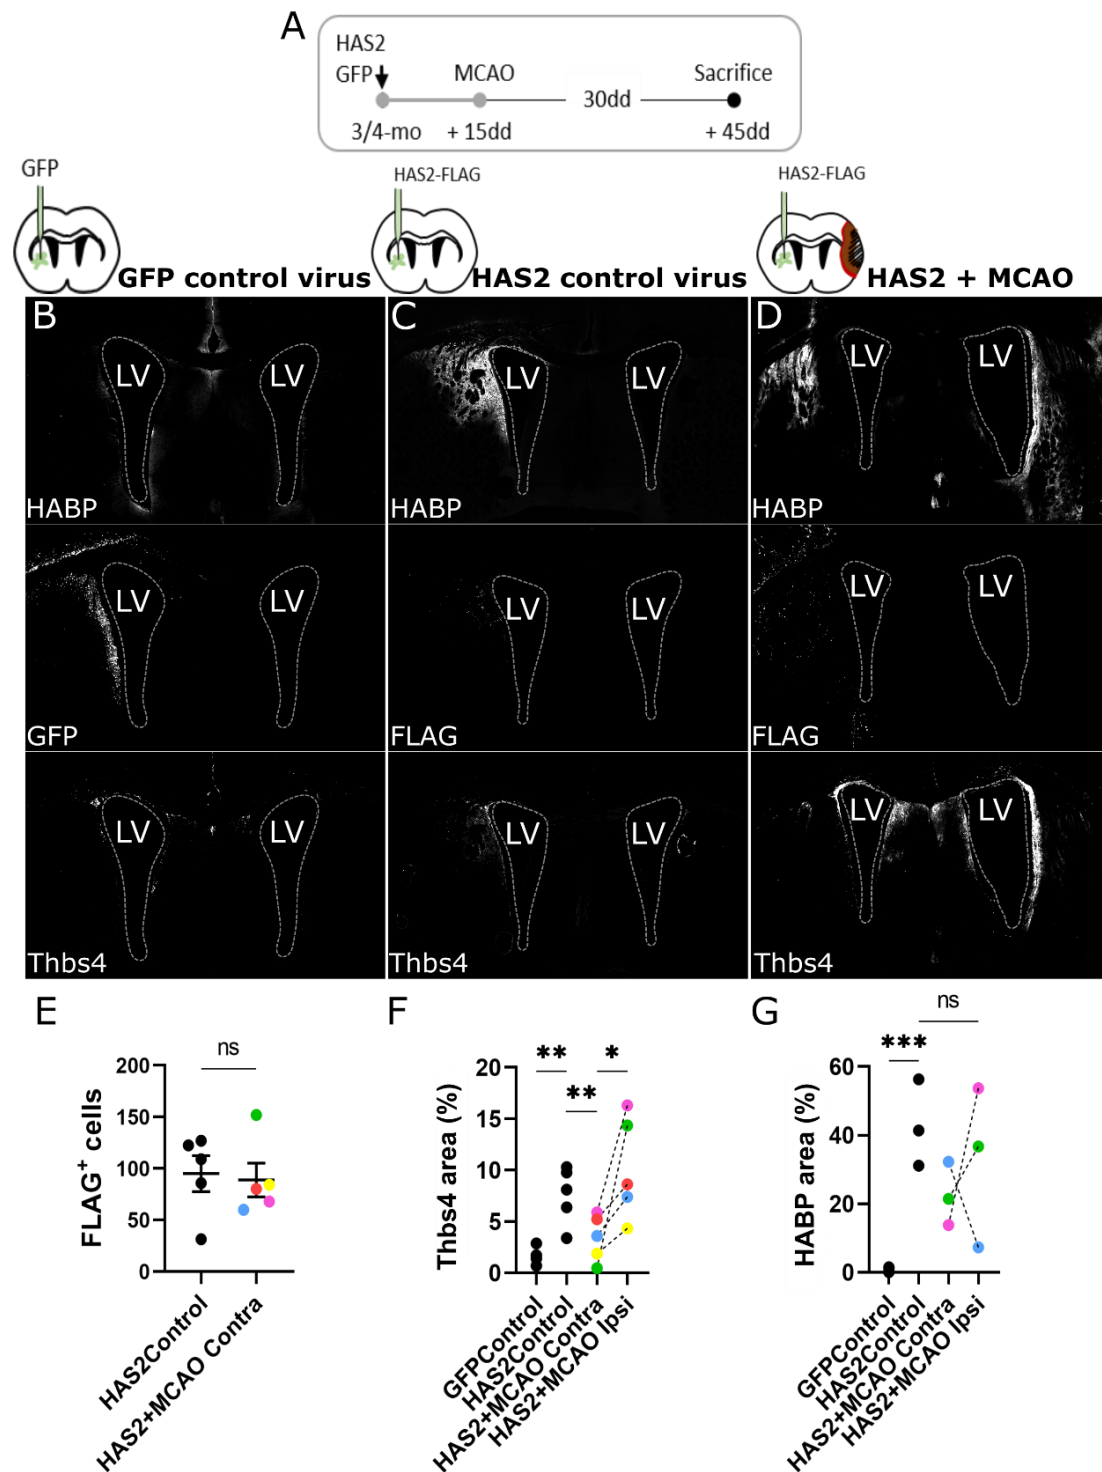 A
HAS2
GFP
MCAO
Sacrifice
30dd
3/4-mo
+ 15dd
+ 45dd
GFP
HAS2-FLAG
HAS2-FLAG
GFP control virus
HAS2 control virus
HAS2 + MCAO
B
LV
LV
HABP
C
LV
LV
HABP
D
LV
LV
HABP
LV
LV
GFP
LV
LV
FLAG
LV
LV
FLAG
LV
LV
Thbs4
LV
LV
Thbs4
LV
LV
Thbs4
E
ns
200
150
100
50
0
FLAG+ cells
HAS2Control
HAS2+MCAO Contra
F
**
**
*
20
15
10
5
0
Thbs4 area (%)
GFPControl
HAS2Control
HAS2+MCAO Contra
HAS2+MCAO Ipsi
G
ns
***
60
40
20
0
HABP area (%)
GFPControl
HAS2Control
HAS2+MCAO Contra
HAS2+MCAO Ipsi